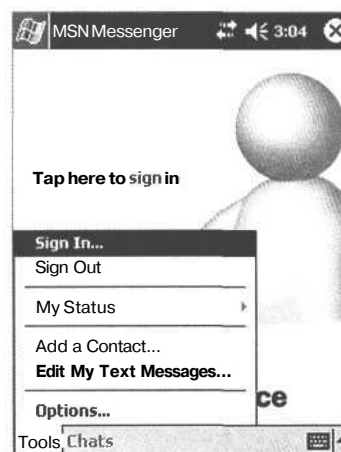 MSN Messenger 3:04
Tap here to sign in
Sign In...
Sign Out
My Status
Add a Contact...
Edit My Text Messages...
ce
Options...
Tools Chats